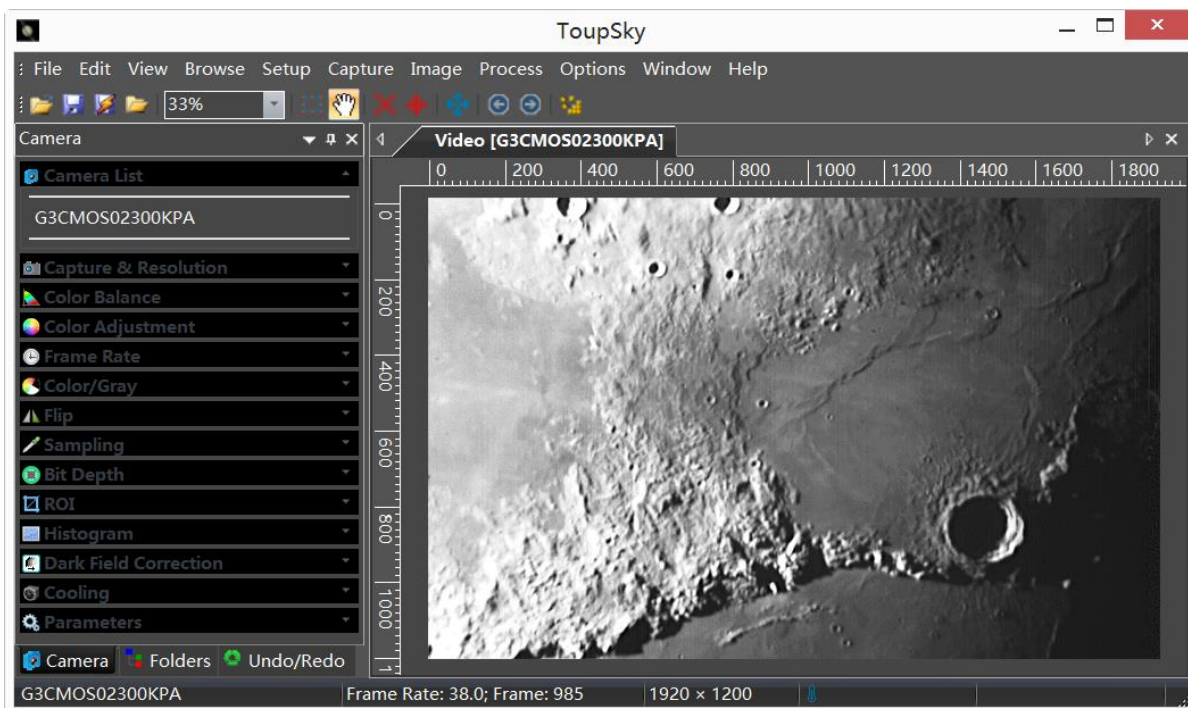 ToupSky
File Edit View Browse Setup Capture Image Process Options Window Help
33%
Camera
Video [G3CMOS02300KPA]
0 200 400 600 800 1000 1200 1400 1600 1800
Camera List
G3CMOS02300KPA
Capture & Resolution
Color Balance
Color Adjustment
Frame Rate
Color/Gray
Flip
Sampling
Bit Depth
ROI
Histogram
Dark Field Correction
Cooling
Parameters
0
200
400
600
800
1000
Camera Folders Undo/Redo
G3CMOS02300KPA Frame Rate: 38.0; Frame: 985 1920 × 1200